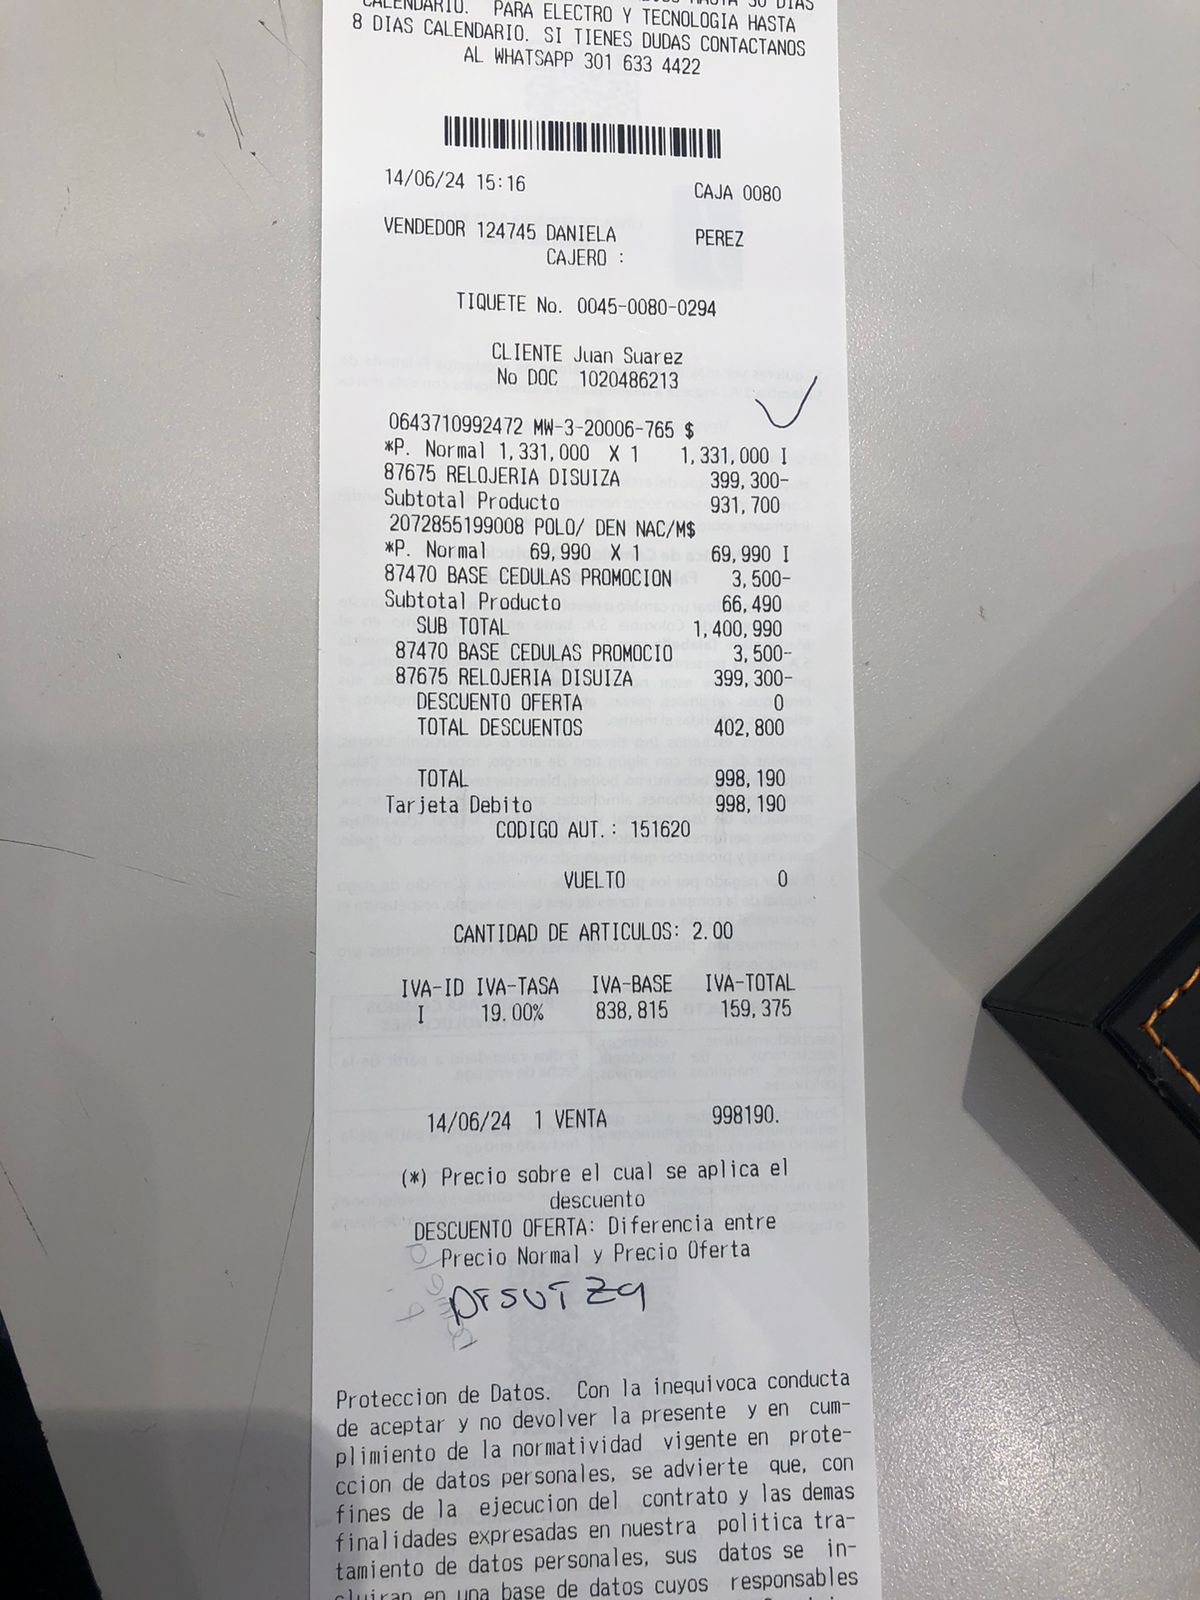 CALENDARIO. PARA ELECTRO Y TECNOLOGIA HASTA
8 DIAS CALENDARIO. SI TIENES DUDAS CONTACTANOS
AL WHATSAPP 301 633 4422
14/06/24 15:16 CAJA 0080
VENDEDOR 124745 DANIELA PEREZ
CAJERO :
TIQUETE No. 0045-0080-0294
CLIENTE Juan Suarez
No DOC 1020486213
0643710992472 MW-3-20006-765 $
*P. Normal 1,331,000 X 1 1,331,000 I
87675 RELOJERIA DISUIZA 399,300-
Subtotal Producto 931,700
2072855199008 POLO/ DEN NAC/M$
*P. Normal 69,990 X 1 69,990 I
87470 BASE CEDULAS PROMOCION 3,500-
Subtotal Producto 66,490
SUB TOTAL 1,400,990
87470 BASE CEDULAS PROMOCIO 3,500-
87675 RELOJERIA DISUIZA 399,300-
DESCUENTO OFERTA 0
TOTAL DESCUENTOS 402,800
TOTAL 998,190
Tarjeta Debito 998,190
CODIGO AUT. : 151620
VUELTO 0
CANTIDAD DE ARTICULOS: 2.00
IVA-ID IVA-TASA IVA-BASE IVA-TOTAL
I 19.00% 838,815 159,375
14/06/24 1 VENTA 998190.
(*) Precio sobre el cual se aplica el
descuento
DESCUENTO OFERTA: Diferencia entre
Precio Normal y Precio Oferta
DISUIZA
Proteccion de Datos. Con la inequivoca conducta
de aceptar y no devolver la presente y en cum-
plimiento de la normatividad vigente en prote-
ccion de datos personales, se advierte que, con
fines de la ejecucion del contrato y las demas
finalidades expresadas en nuestra politica tra-
tamiento de datos personales, sus datos se in-
cluiran en una base de datos cuyos responsables